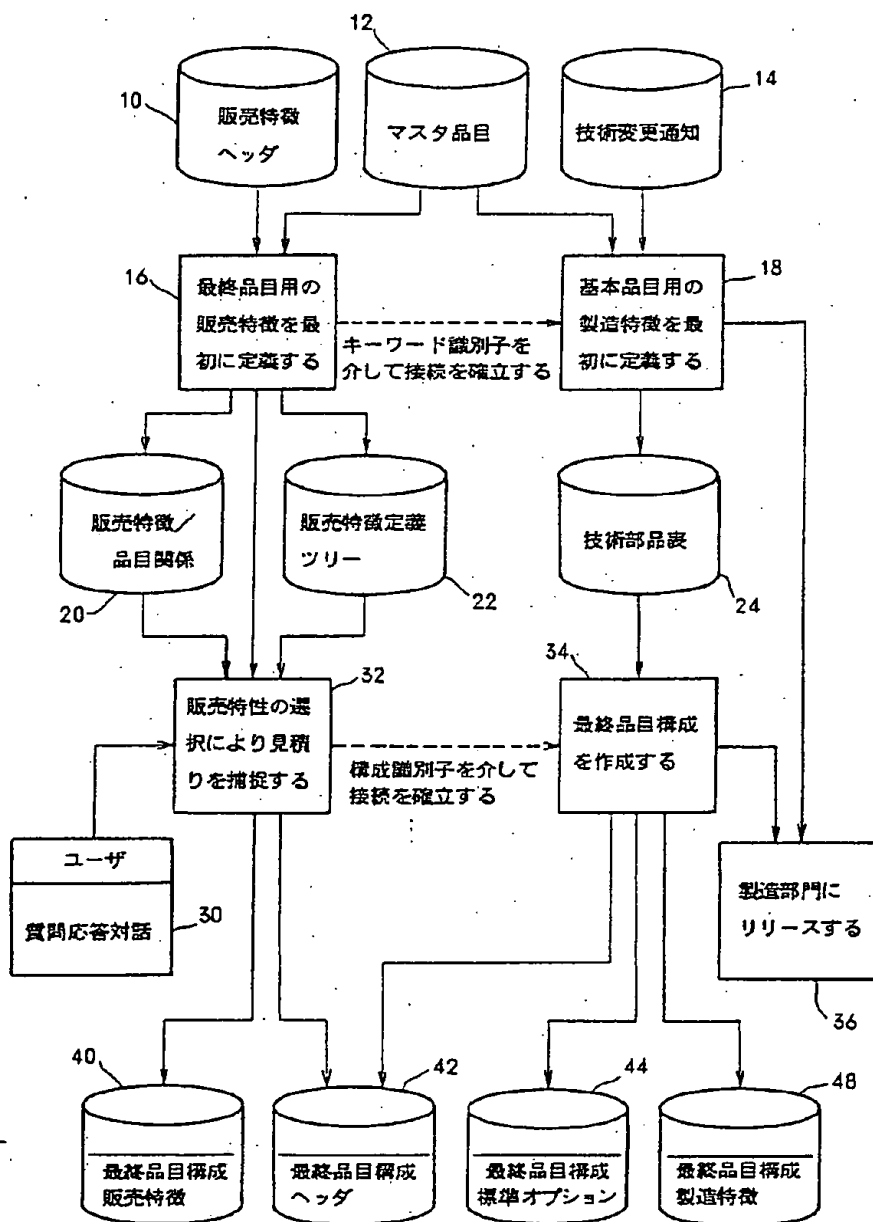 12
10
販売特徴
ヘッダ
マスタ品目
技術変更通知
14
16
最終品目用の
販売特徴を最
初に定義する
キーワード識別子を
介して接続を確立する
基本品目用の
製造特徴を最
初に定義する
18
販売特徴／
品目関係
20
販売特徴定義
ツリー
22
技術部品表
24
32
販売特性の選
択により見積
りを捕捉する
構成識別子を介して
接続を確立する
34
最終品目構成
を作成する
ユーザ
質問応答対話
30
製造部門に
リリースする
36
40
最終品目構成
販売特徴
42
最終品目構成
ヘッダ
44
最終品目構成
標準オプション
48
最終品目構成
製造特徴